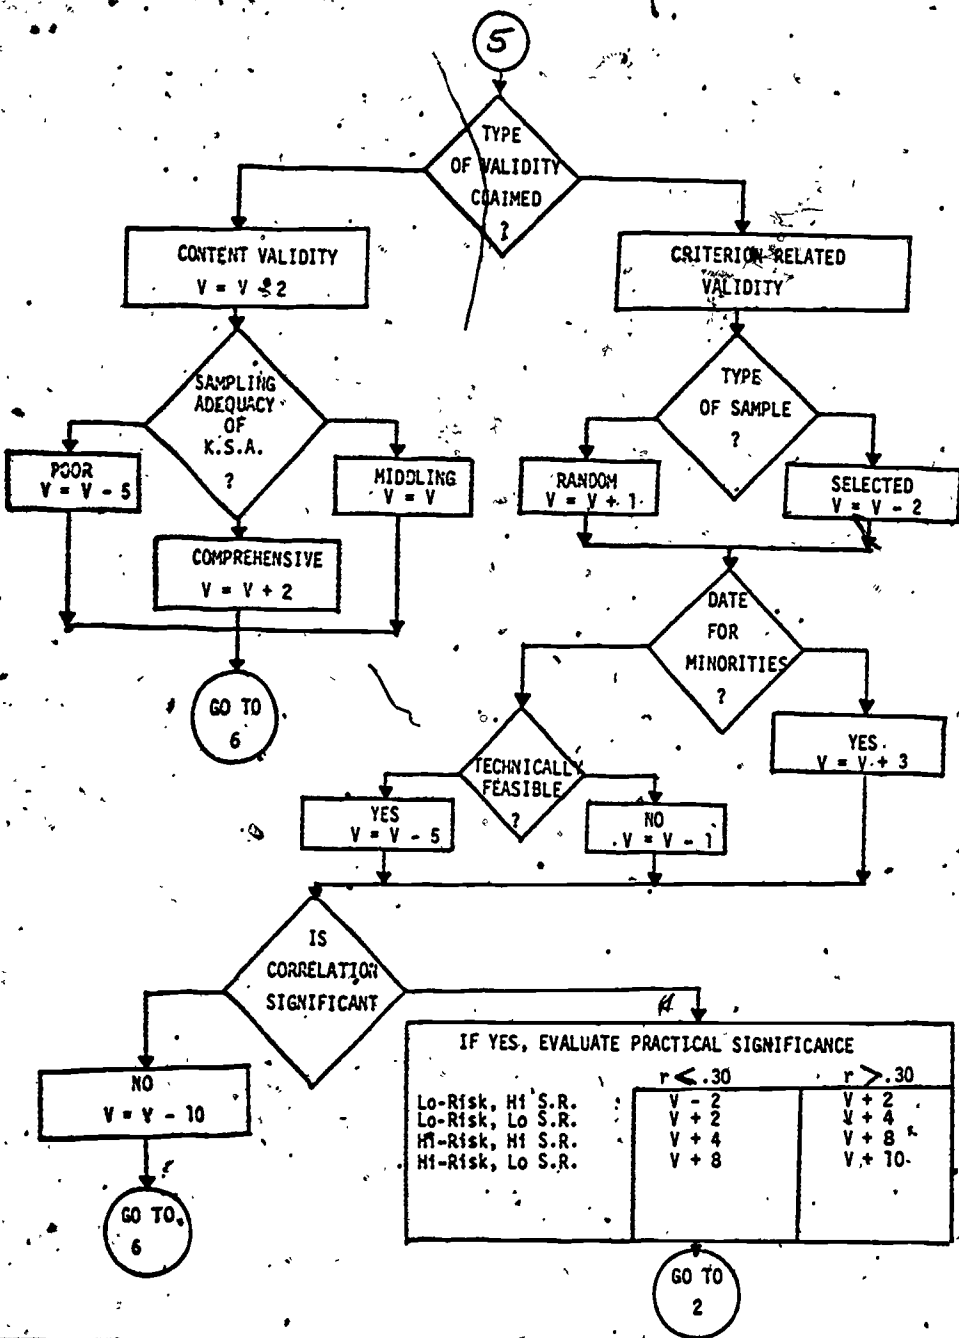 5
TYPE
OF VALIDITY
CLAIMED
?
CONTENT VALIDITY
V = V - 2
CRITERION RELATED
VALIDITY
SAMPLING
ADEQUACY
OF
K.S.A.
?
TYPE
OF SAMPLE
?
POOR
V = V - 5
MIDDLING
V = V
COMPREHENSIVE
V = V + 2
RANDOM
V = V + 1
SELECTED
V = V - 2
GO TO
6
DATE
FOR
MINORITIES
?
TECHNICALLY
FEASIBLE
?
YES
V = V + 3
YES
V = V - 5
NO
V = V - 1
IS
CORRELATION
SIGNIFICANT
NO
V = V - 10
GO TO
6
IF YES, EVALUATE PRACTICAL SIGNIFICANCE
r < .30 r > .30
Lo-Risk, Hi S.R. V - 2 V + 2
Lo-Risk, Lo S.R. V + 2 V + 4
Hi-Risk, Hi S.R. V + 4 V + 8
Hi-Risk, Lo S.R. V + 8 V + 10
GO TO
2